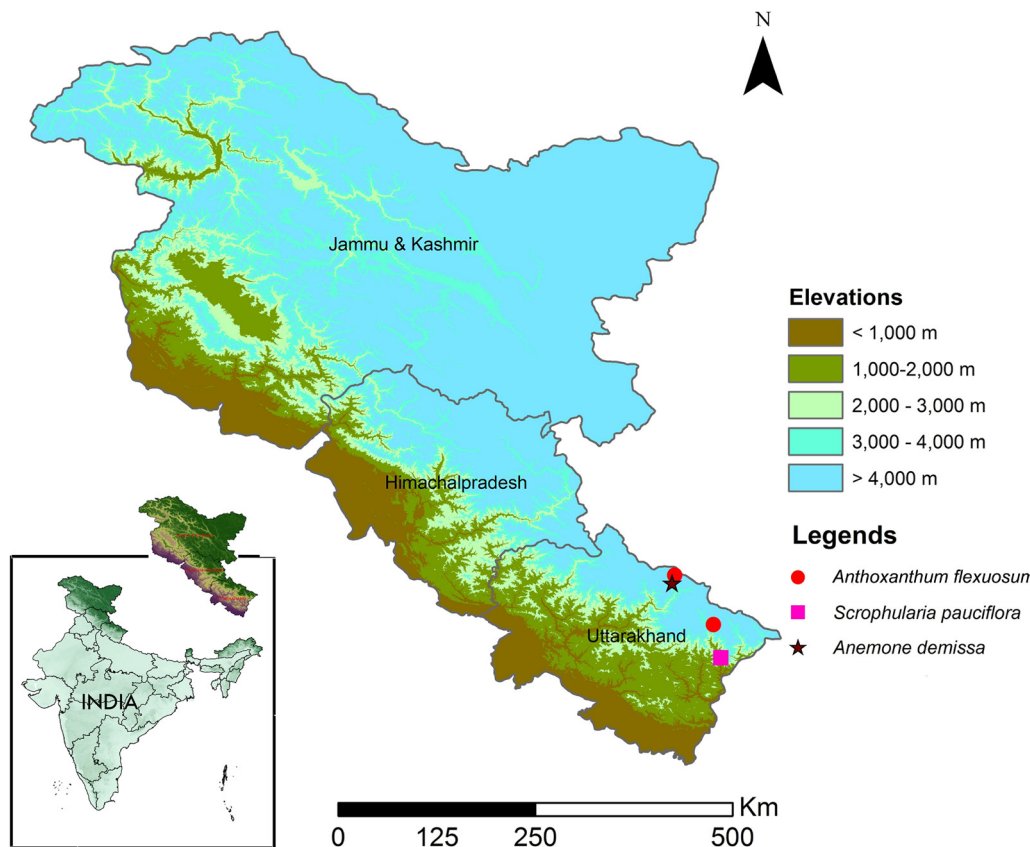 N
Jammu & Kashmir
Elevations
< 1,000 m
1,000-2,000 m
2,000 - 3,000 m
3,000 - 4,000 m
> 4,000 m
Himachalpradesh
Legends
Anthoxanthum flexuosum
Scrophularia pauciflora
Anemone demissa
Uttarakhand
INDIA
Km
0 125 250 500